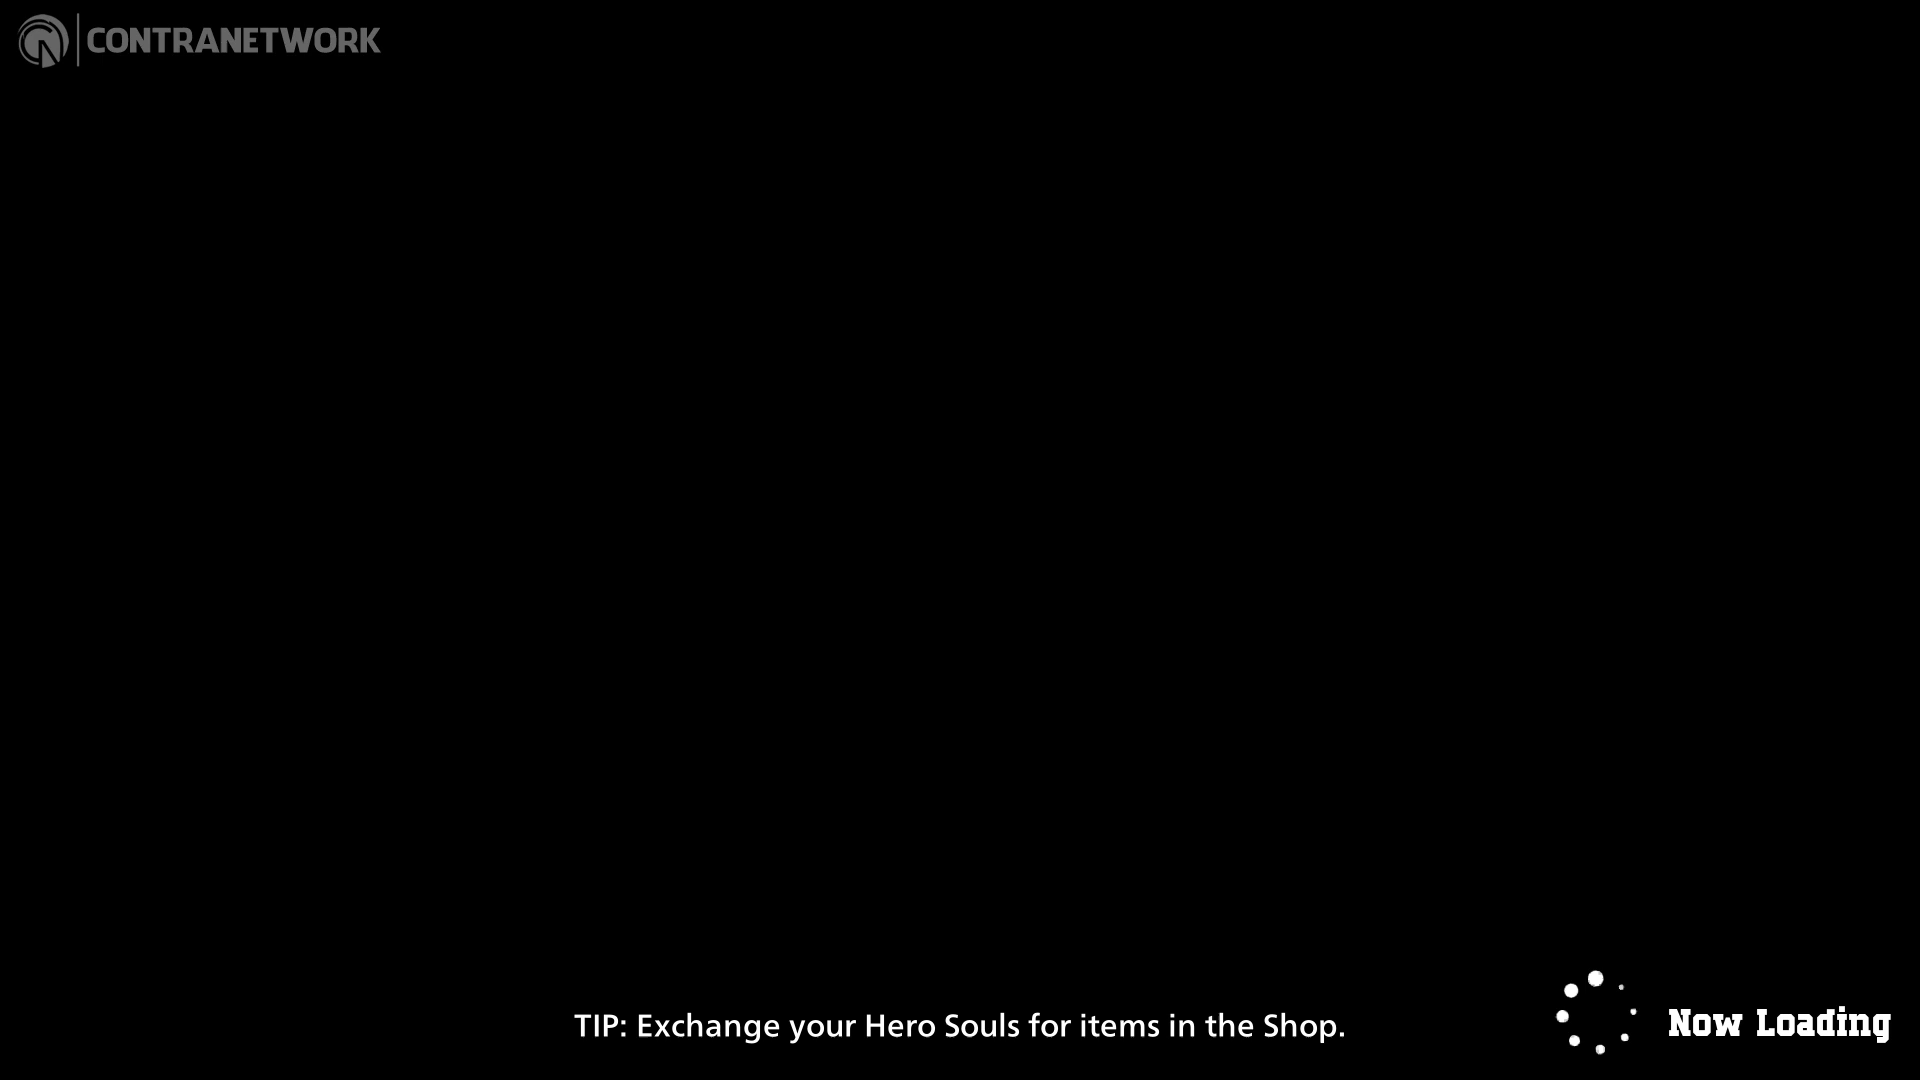 CONTRANETWORK
TIP: Exchange your Hero Souls for items in the Shop.
Now Loading